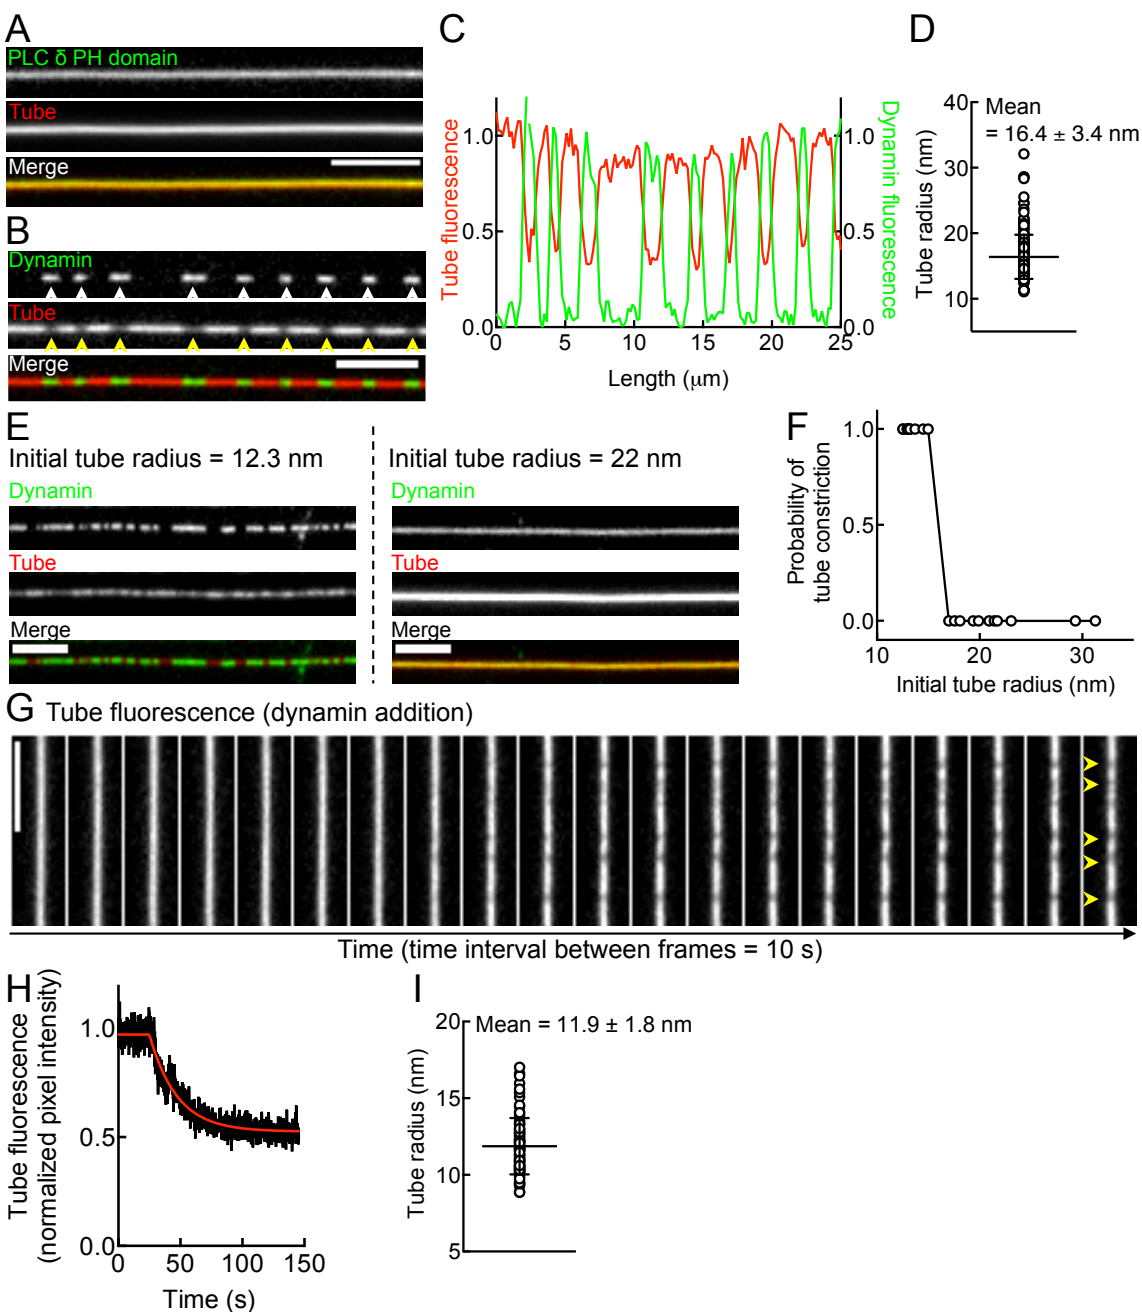 A
PLC δ PH domain
Tube
Merge
B
Dynamin
Tube
Merge
C
Tube fluorescence
1.0
0.5
0.0
0 5 10 15 20 25
Length (μm)
Dynamin fluorescence
1.0
0.5
0.0
D
Mean
= 16.4 ± 3.4 nm
Tube radius (nm)
40
30
20
10
E
Initial tube radius = 12.3 nm
Dynamin
Tube
Merge
Initial tube radius = 22 nm
Dynamin
Tube
Merge
F
Probability of
tube constriction
1.0
0.5
0.0
10 20 30
Initial tube radius (nm)
G Tube fluorescence (dynamin addition)
Time (time interval between frames = 10 s)
H
Tube fluorescence
(normalized pixel intensity)
1.0
0.5
0.0
0 50 100 150
Time (s)
I
Mean = 11.9 ± 1.8 nm
Tube radius (nm)
20
15
10
5